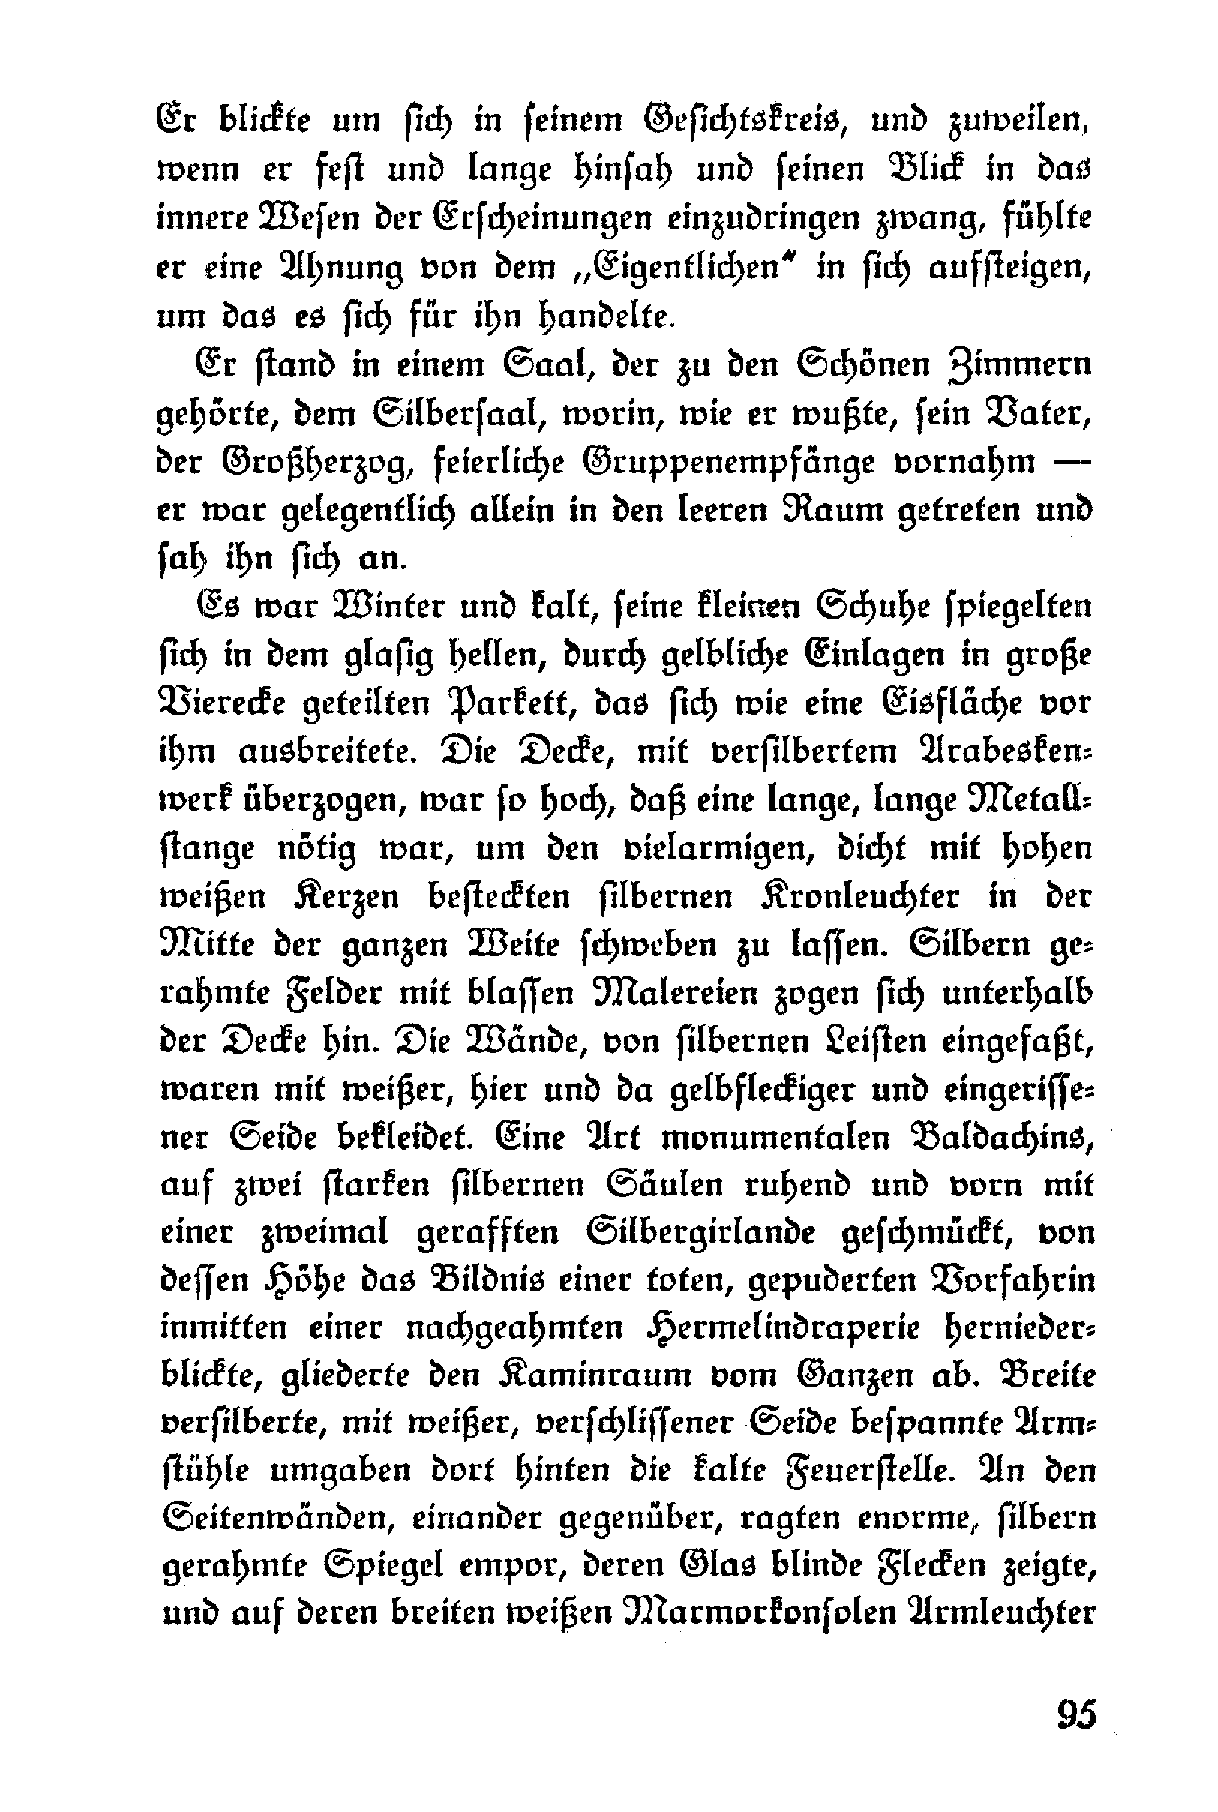 Er blickte um sich in seinem Gesichtskreis, und zuweilen,
wenn er fest und lange hinsah und seinen Blick in das
innere Wesen der Erscheinungen einzudringen zwang, fühlte
er eine Ahnung von dem „Eigentlichen“ in sich aufsteigen,
um das es sich für ihn handelte.
Er stand in einem Saal, der zu den Schönen Zimmern
gehörte, dem Silbersaal, worin, wie er wußte, sein Vater,
der Großherzog, feierliche Gruppenempfänge vornahm —
er war gelegentlich allein in den leeren Raum getreten und
sah ihn sich an.
Es war Winter und kalt, seine kleinen Schuhe spiegelten
sich in dem glasig hellen, durch gelbliche Einlagen in große
Vierecke geteilten Parkett, das sich wie eine Eisfläche vor
ihm ausbreitete. Die Decke, mit versilbertem Arabesken-
werk überzogen, war so hoch, daß eine lange, lange Metall-
stange nötig war, um den vielarmigen, dicht mit hohen
weißen Kerzen besteckten silbernen Kronleuchter in der
Mitte der ganzen Weite schweben zu lassen. Silbern ge-
rahmte Felder mit blassen Malereien zogen sich unterhalb
der Decke hin. Die Wände, von silbernen Leisten eingefaßt,
waren mit weißer, hier und da gelbfleckiger und eingerisse-
ner Seide bekleidet. Eine Art monumentalen Baldachins,
auf zwei starken silbernen Säulen ruhend und vorn mit
einer zweimal gerafften Silbergirlande geschmückt, von
dessen Höhe das Bildnis einer toten, gepuderten Vorfahrin
inmitten einer nachgeahmten Hermelindraperie hernieder-
blickte, gliederte den Kaminraum vom Ganzen ab. Breite
versilberte, mit weißer, verschlissener Seide bespannte Arm-
stühle umgaben dort hinten die kalte Feuerstelle. An den
Seitenwänden, einander gegenüber, ragten enorme, silbern
gerahmte Spiegel empor, deren Glas blinde Flecken zeigte,
und auf deren breiten weißen Marmorkonsolen Armleuchter
95